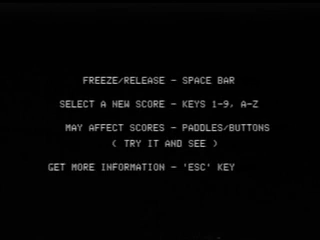 FREEZE/RELEASE - SPACE BAR
SELECT A NEW SCORE - KEYS 1-9, A-Z
MAY AFFECT SCORES - PADDLES/BUTTONS
( TRY IT AND SEE )
GET MORE INFORMATION - 'ESC' KEY